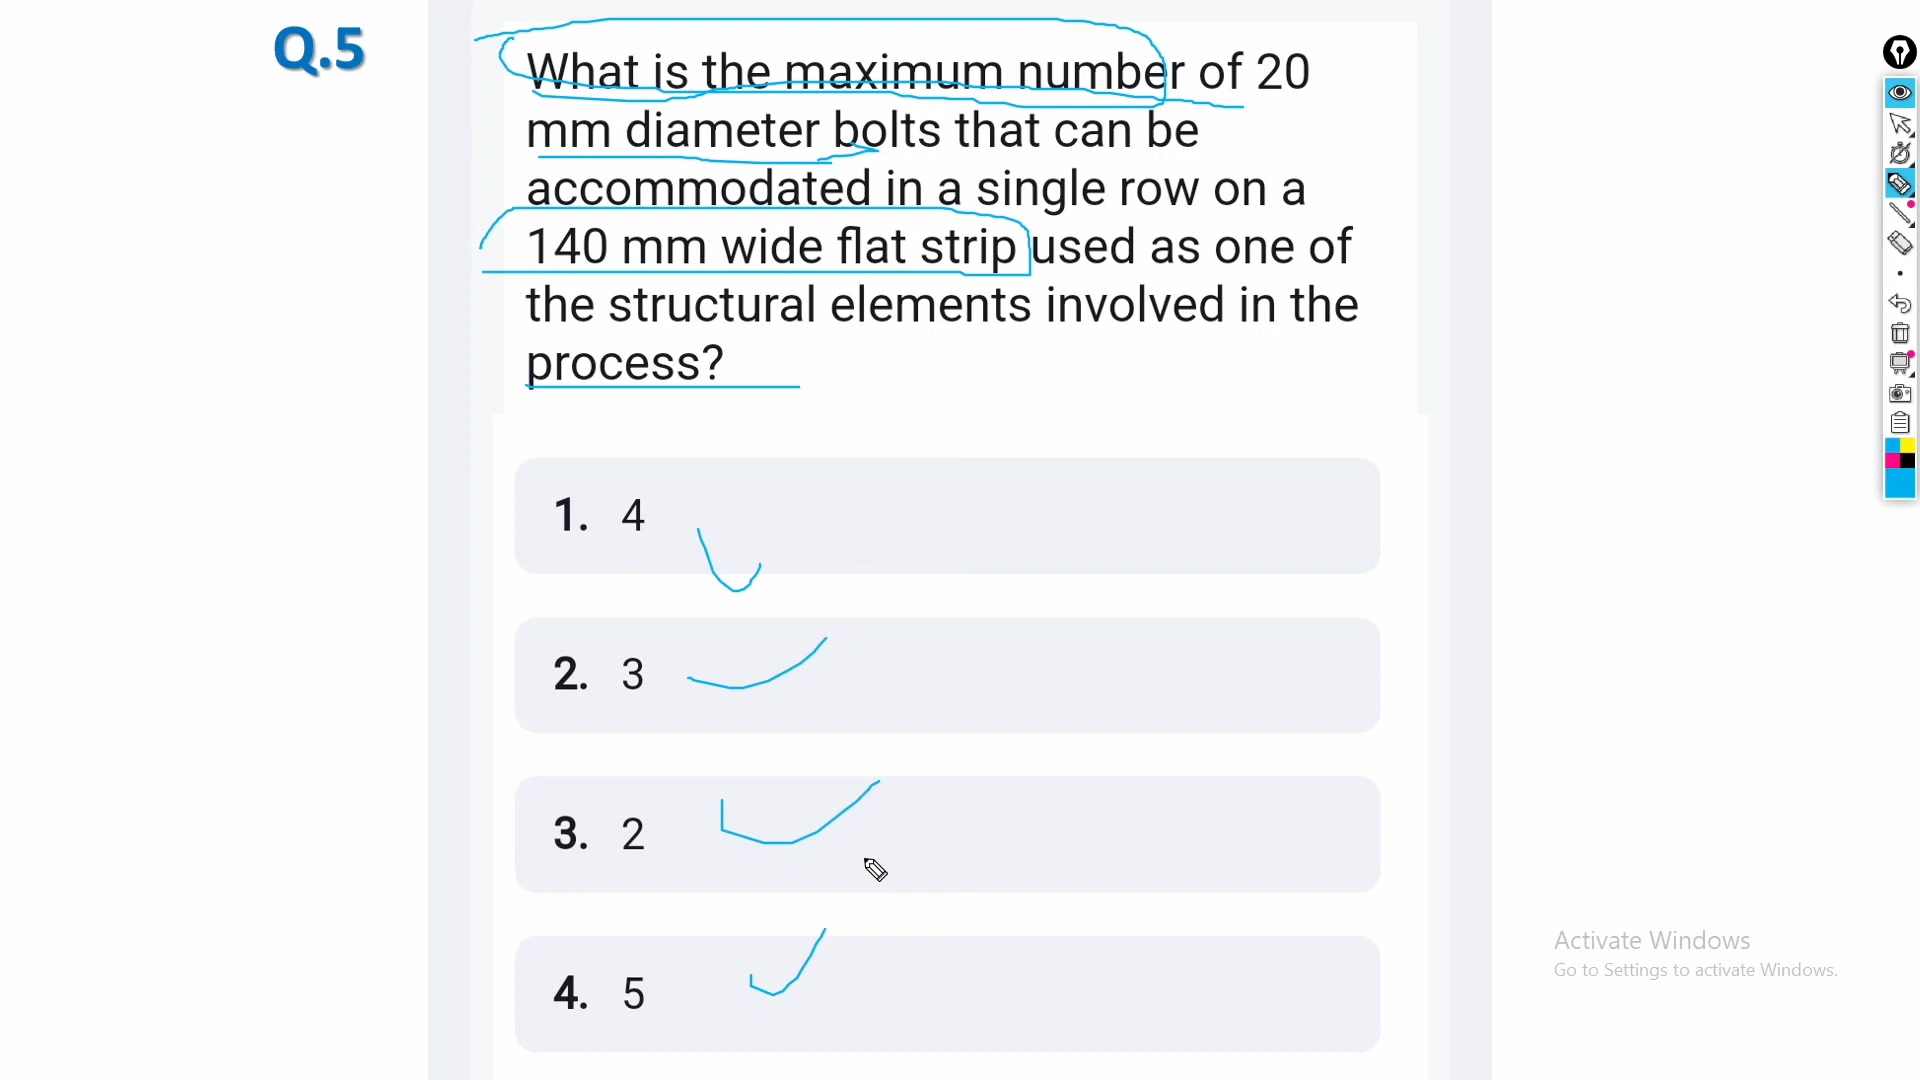 Q.5
What is the maximum number of 20
mm diameter bolts that can be
accommodated in a single row on a
140 mm wide flat strip used as one of
the structural elements involved in the
process?
1. 4
2. 3
3. 2
4. 5
Activate Windows
Go to Settings to activate Windows.